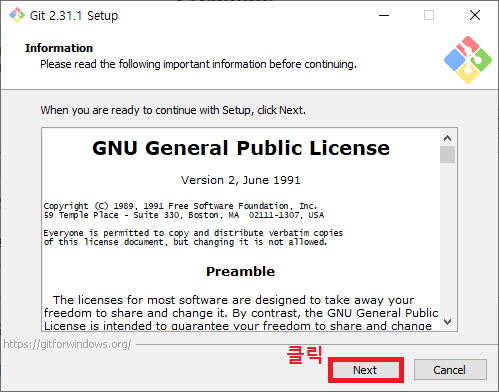 Git 2.31.1 Setup
Information
Please read the following important information before continuing.
When you are ready to continue with Setup, click Next.
GNU General Public License
Version 2, June 1991
Copyright (C) 1989, 1991 Free Software Foundation, Inc.
59 Temple Place - Suite 330, Boston, MA  02111-1307, USA
Everyone is permitted to copy and distribute verbatim copies
of this license document, but changing it is not allowed.
Preamble
The licenses for most software are designed to take away your
freedom to share and change it. By contrast, the GNU General Public
License is intended to guarantee your freedom to share and change
https://gitforwindows.org/
클릭
Next
Cancel